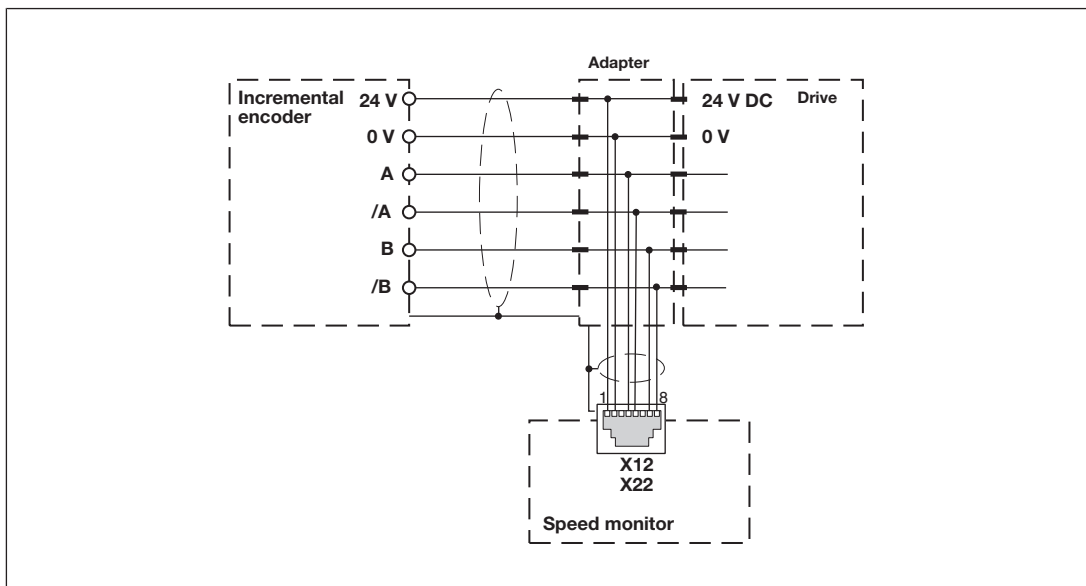 Adapter
Incremental
encoder
24 V
0 V
A
/A
B
/B
24 V DC
0 V
Drive
1
8
X12
X22
Speed monitor